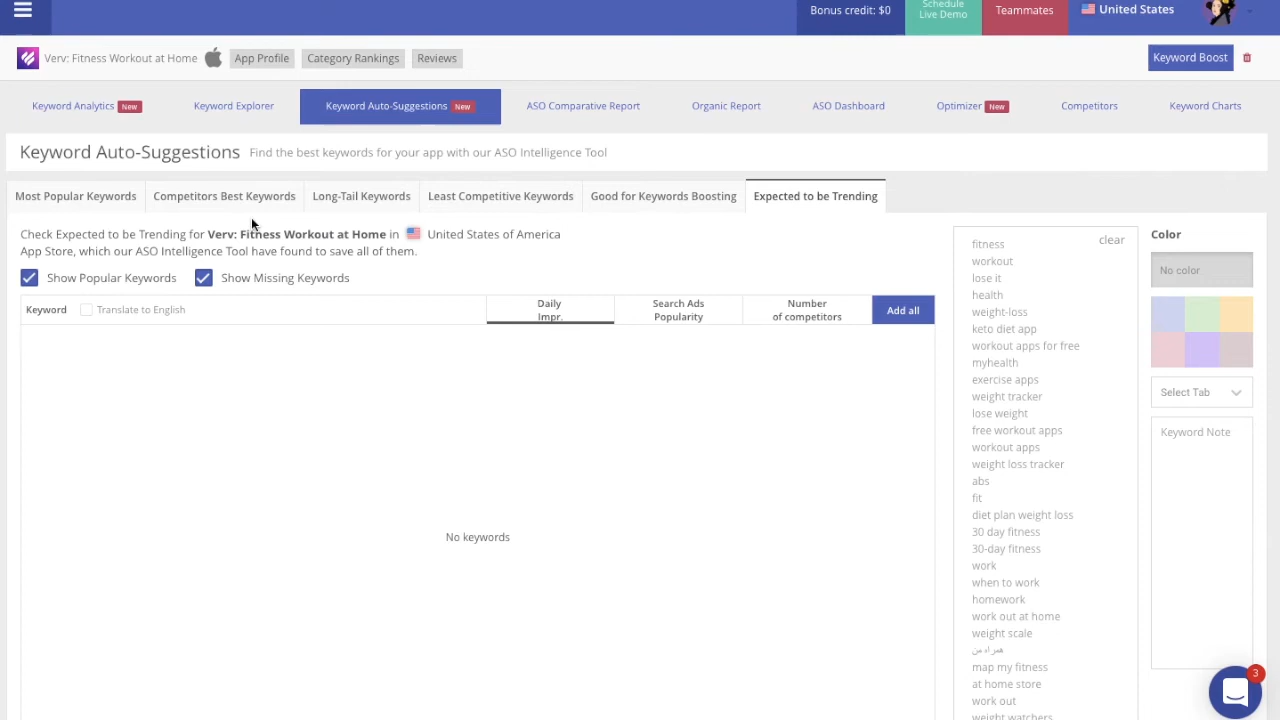 Bonus credit: $0
Schedule
Live Demo
Teammates
United States
Verv: Fitness Workout at Home
App Profile
Category Rankings
Reviews
Keyword Boost
Keyword Analytics New
Keyword Explorer
Keyword Auto-Suggestions New
ASO Comparative Report
Organic Report
ASO Dashboard
Optimizer New
Competitors
Keyword Charts
Keyword Auto-Suggestions Find the best keywords for your app with our ASO Intelligence Tool
Most Popular Keywords
Competitors Best Keywords
Long-Tail Keywords
Least Competitive Keywords
Good for Keywords Boosting
Expected to be Trending
Check Expected to be Trending for Verv: Fitness Workout at Home in United States of America
App Store, which our ASO Intelligence Tool have found to save all of them.
Show Popular Keywords
Show Missing Keywords
Keyword
Translate to English
Daily
Impr.
Search Ads
Popularity
Number
of competitors
Add all
No keywords
clear
fitness
workout
lose it
health
weight-loss
keto diet app
workout apps for free
myhealth
exercise apps
weight tracker
lose weight
free workout apps
workout apps
weight loss tracker
abs
fit
diet plan weight loss
30 day fitness
30-day fitness
work
when to work
homework
work out at home
weight scale
همراه من
map my fitness
at home store
work out
weight watchers
Color
No color
Select Tab
Keyword Note
3